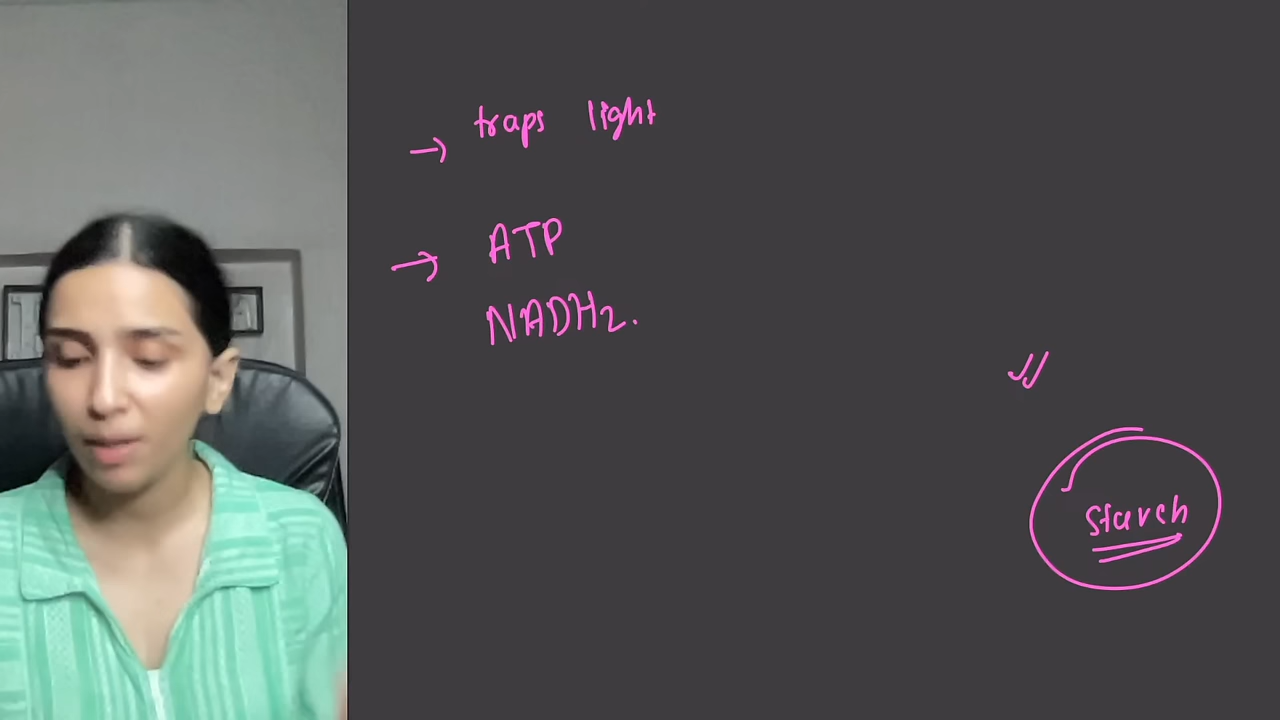 → traps light
→ ATP
NADH2.
Starch